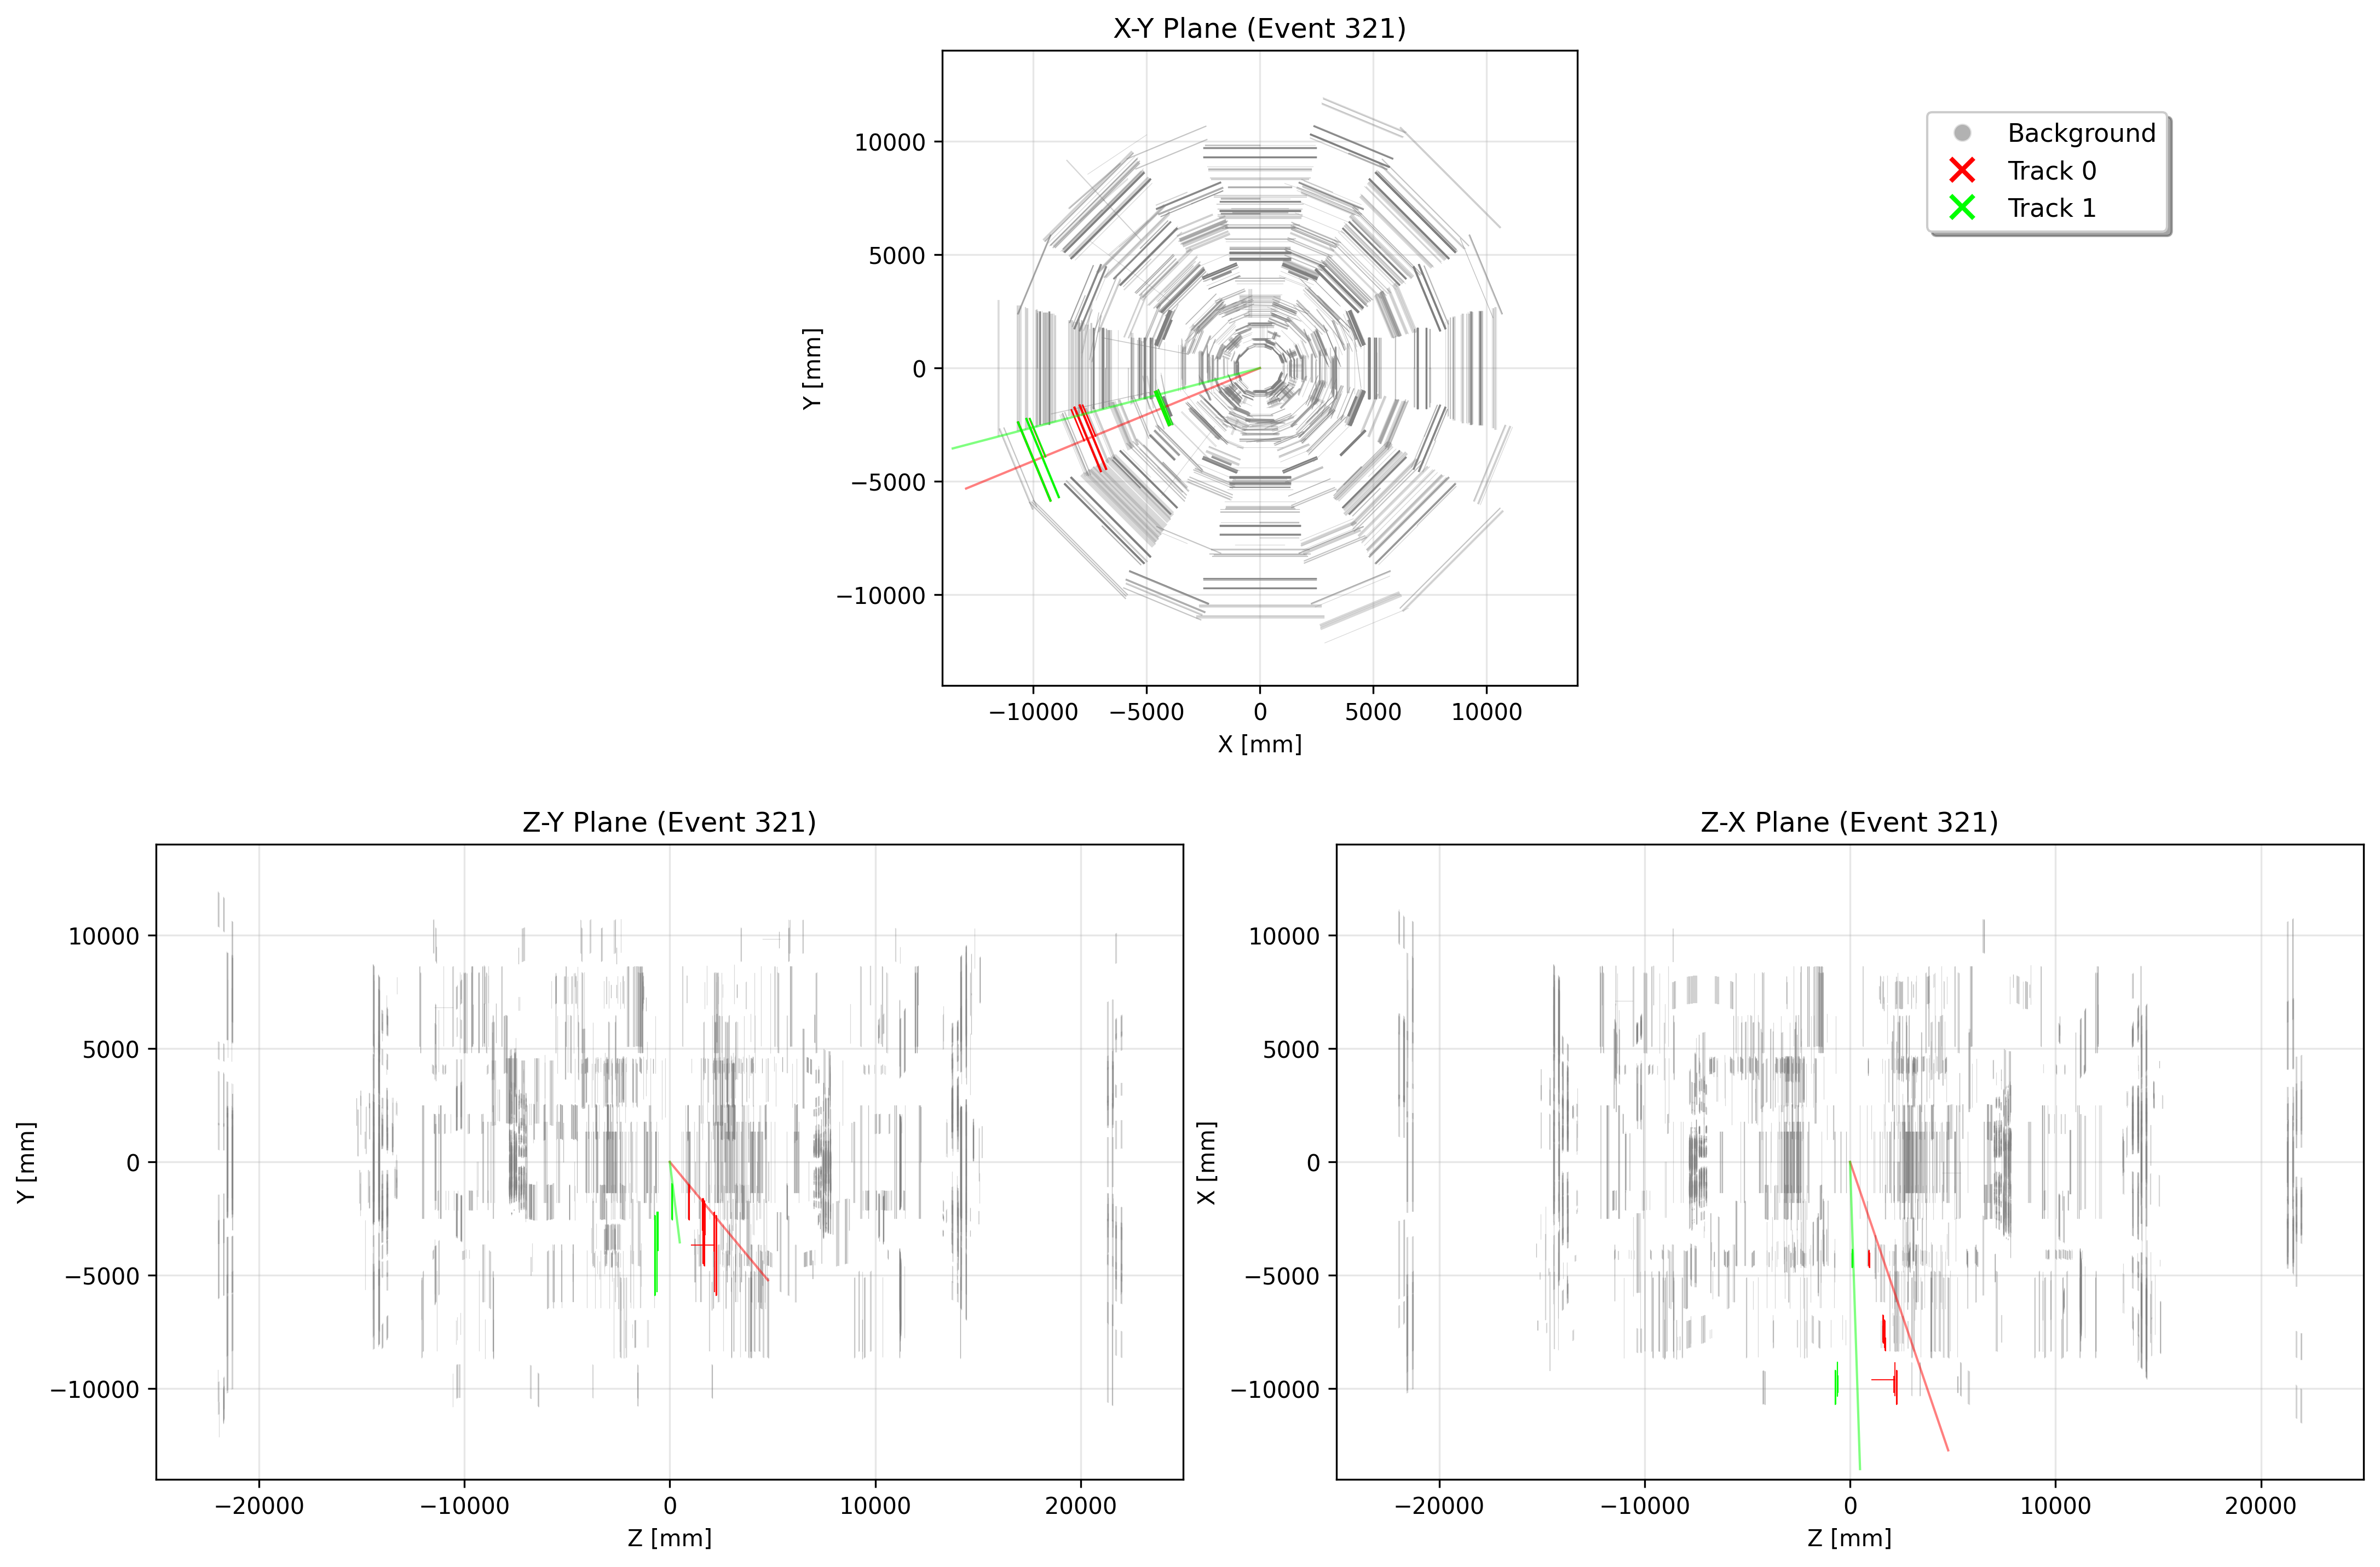 X-Y Plane (Event 321)
10000
5000
0
−5000
−10000
Y [mm]
−10000 −5000 0 5000 10000
X [mm]
Background
Track 0
Track 1
Z-Y Plane (Event 321)
10000
5000
0
−5000
−10000
Y [mm]
−20000 −10000 0 10000 20000
Z [mm]
Z-X Plane (Event 321)
10000
5000
0
−5000
−10000
X [mm]
−20000 −10000 0 10000 20000
Z [mm]